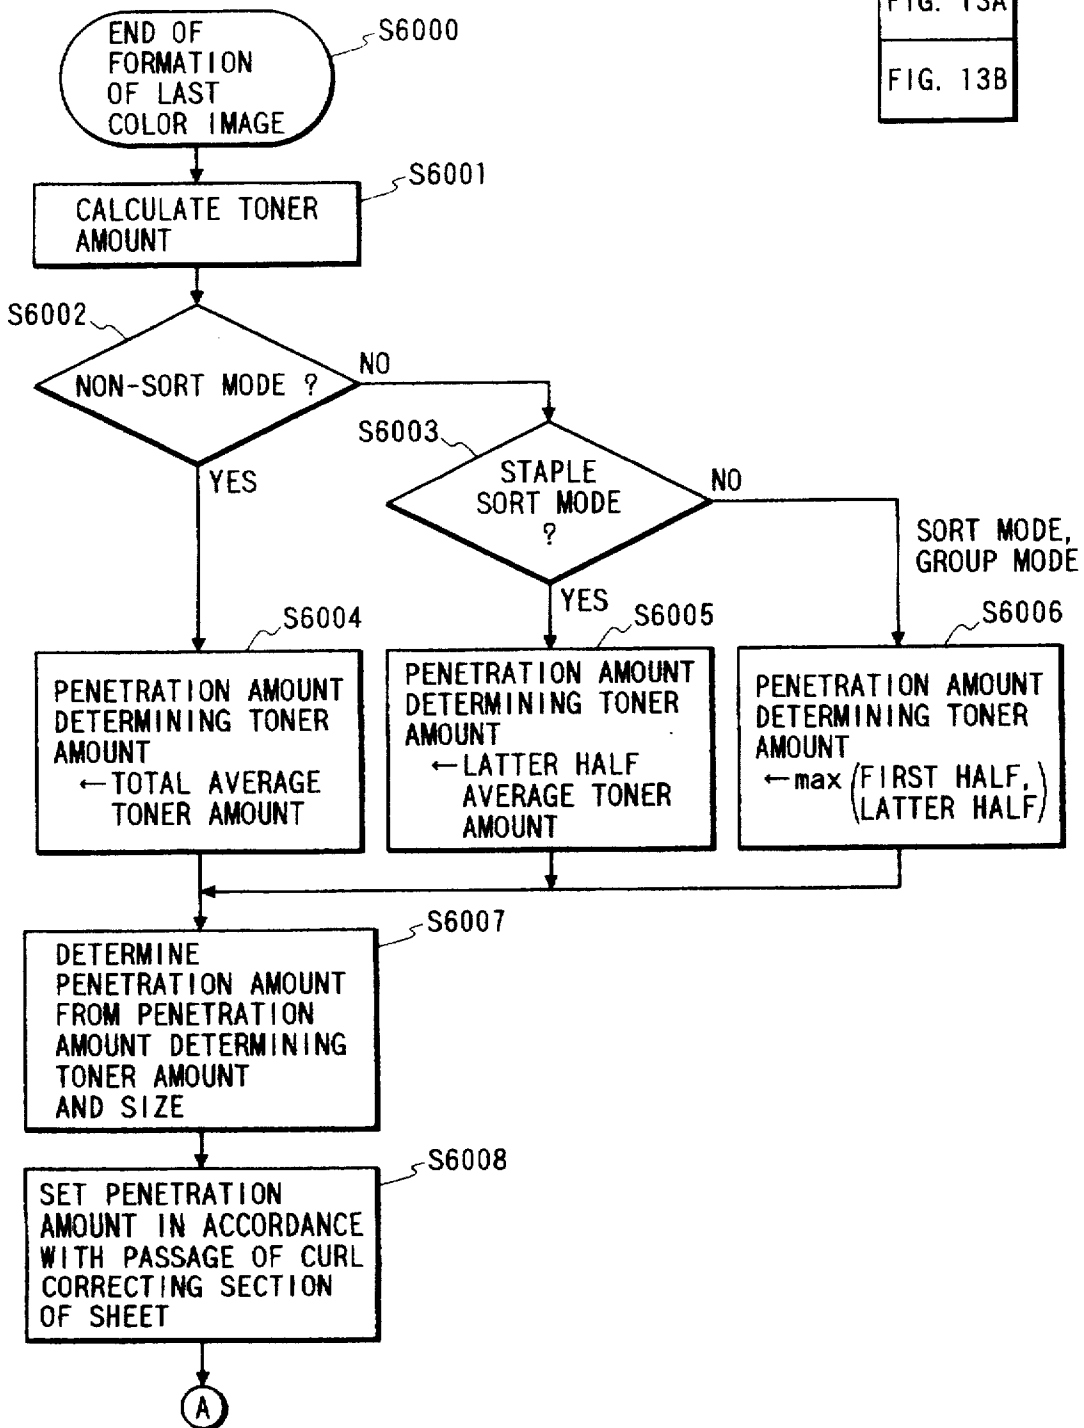 FIG. 13A
FIG. 13B
END OF
FORMATION
OF LAST
COLOR IMAGE
S6000
CALCULATE TONER
AMOUNT
S6001
S6002
NON-SORT MODE ?
NO
YES
S6003
STAPLE
SORT MODE
?
NO
YES
SORT MODE,
GROUP MODE
S6004
PENETRATION AMOUNT
DETERMINING TONER
AMOUNT
←TOTAL AVERAGE
TONER AMOUNT
S6005
PENETRATION AMOUNT
DETERMINING TONER
AMOUNT
←LATTER HALF
AVERAGE TONER
AMOUNT
S6006
PENETRATION AMOUNT
DETERMINING TONER
AMOUNT
←max (FIRST HALF,
LATTER HALF)
S6007
DETERMINE
PENETRATION AMOUNT
FROM PENETRATION
AMOUNT DETERMINING
TONER AMOUNT
AND SIZE
S6008
SET PENETRATION
AMOUNT IN ACCORDANCE
WITH PASSAGE OF CURL
CORRECTING SECTION
OF SHEET
A